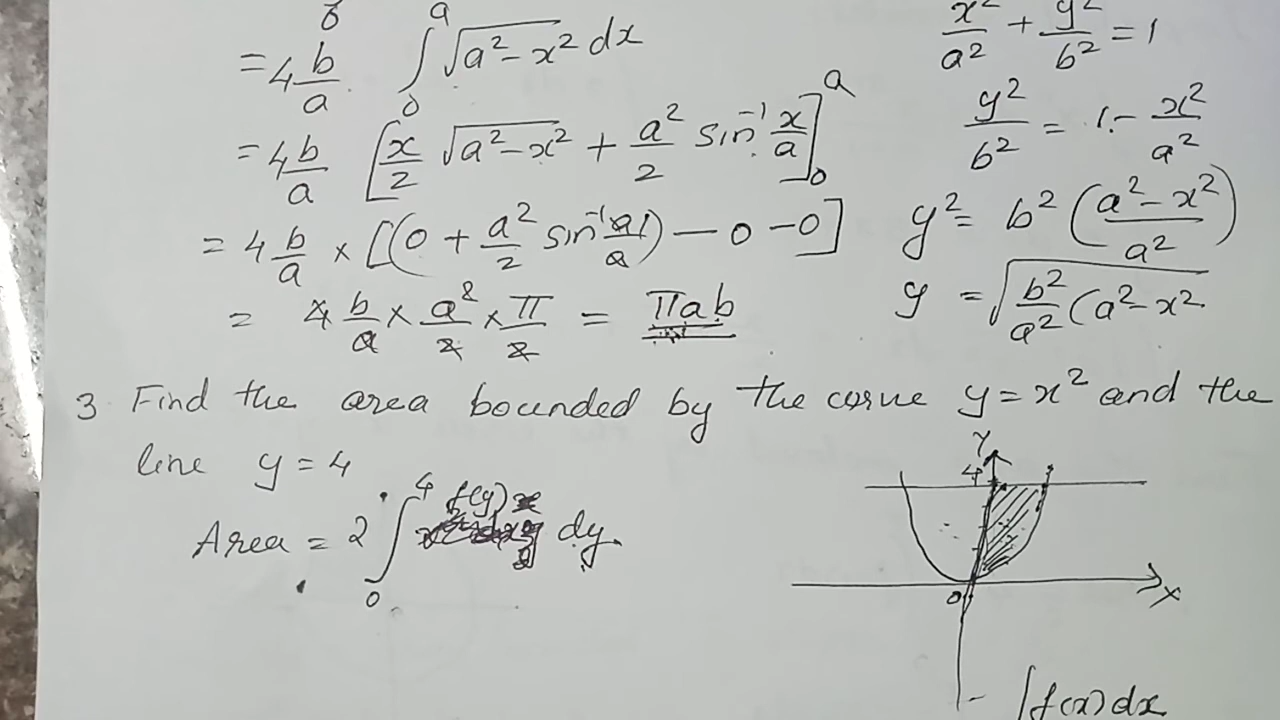 = 4 b/a ∫₀ᵃ √(a² – x²) dx
= 4 b/a [x/2 √(a² – x²) + a²/2 sin⁻¹ x/a]₀ᵃ
= 4 b/a × [(0 + a²/2 sin⁻¹ a/a) – 0 – 0]
= 4 b/a × a²/2 × π/2 = πab
x²/a² + y²/b² = 1
y²/b² = 1 – x²/a²
y² = b² (a² – x²/a²)
y = √(b²/a² (a² – x²
3 Find the area bounded by the corve y = x² and the
line y = 4
Area = 2 ∫₀⁴ f(y) dy.
Y
4
0
X
∫f(x) dx